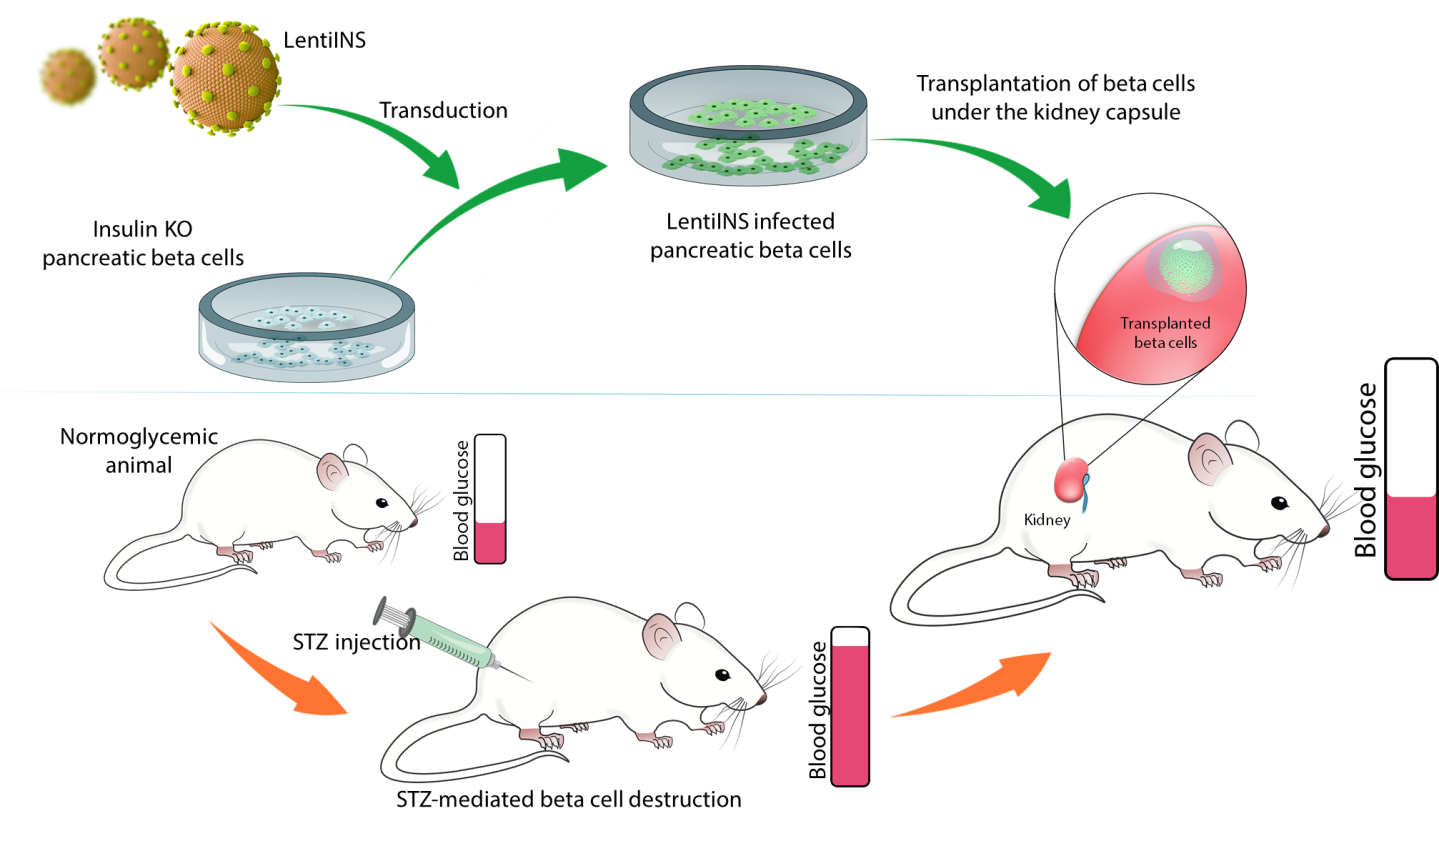 LentiINS
Transduction
Transplantation of beta cells
under the kidney capsule
Insulin KO
pancreatic beta cells
LentiINS infected
pancreatic beta cells
Transplanted
beta cells
Normoglycemic
animal
Blood glucose
Kidney
Blood glucose
STZ injection
Blood glucose
STZ-mediated beta cell destruction